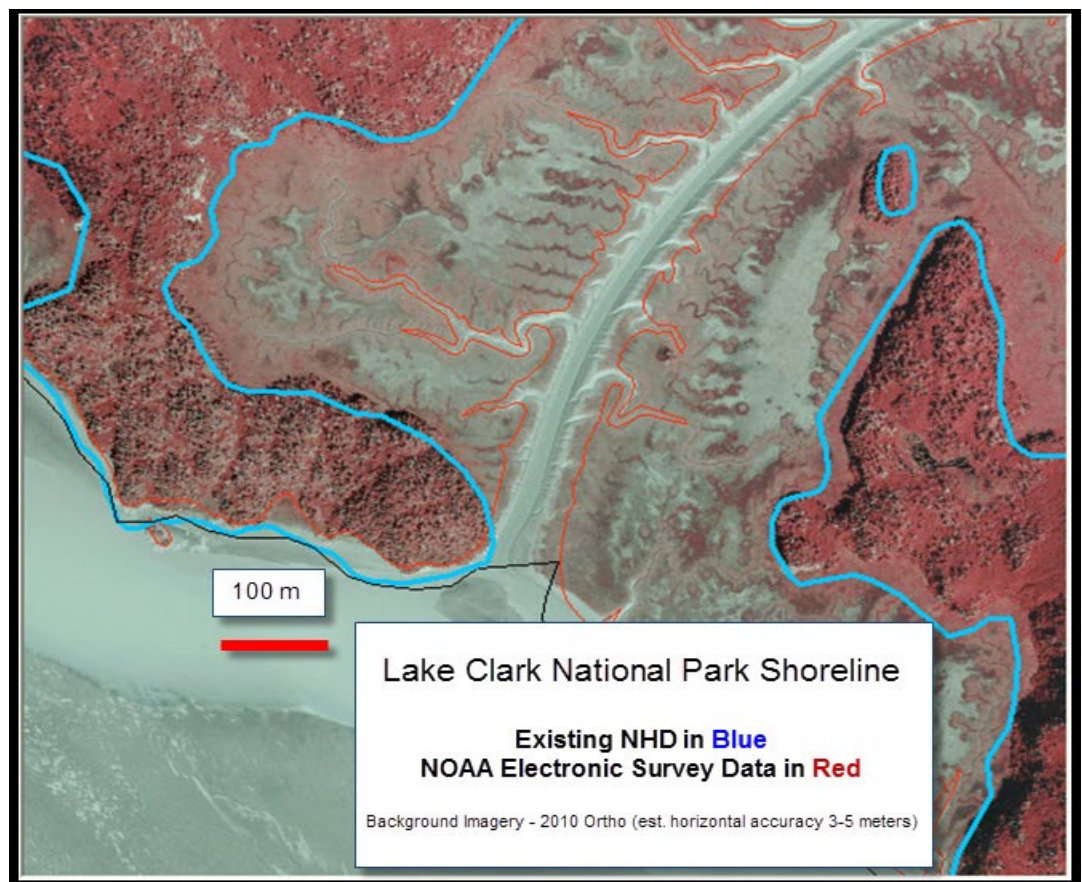 100 m
Lake Clark National Park Shoreline
Existing NHD in Blue
NOAA Electronic Survey Data in Red
Background Imagery - 2010 Ortho (est. horizontal accuracy 3-5 meters)